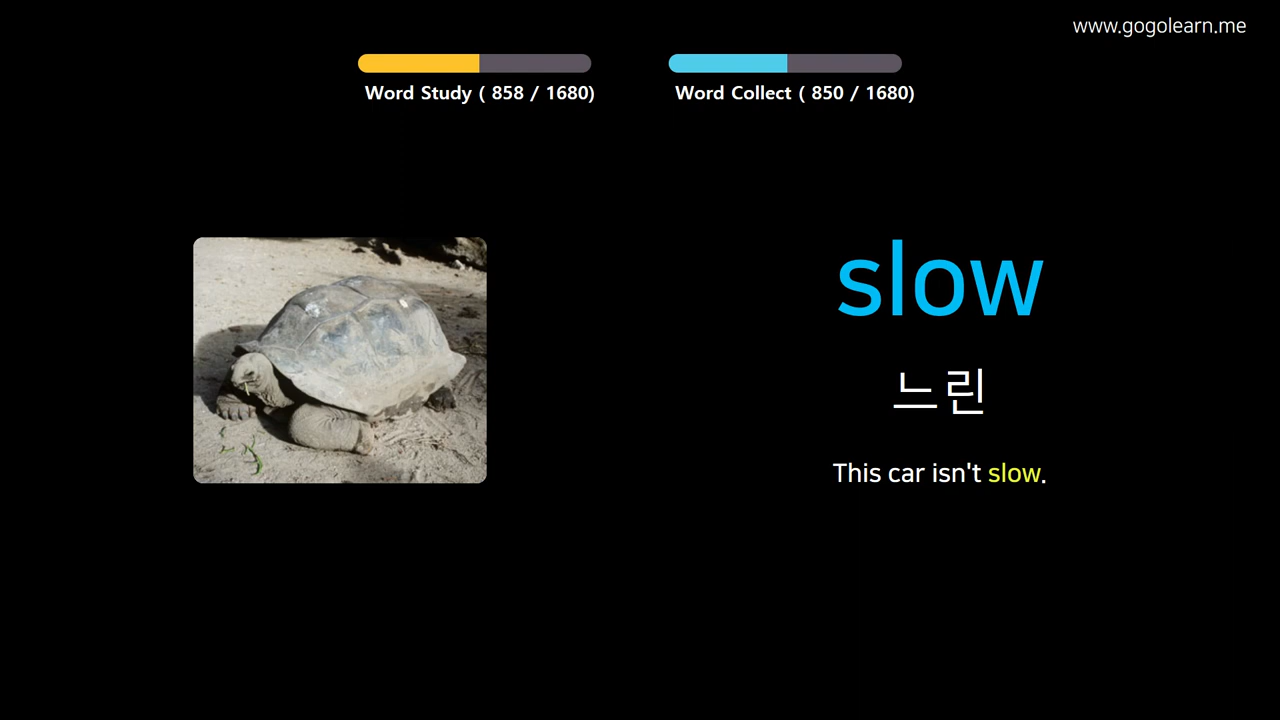 www.gogolearn.me
Word Study ( 858 / 1680)
Word Collect ( 850 / 1680)
slow
느린
This car isn't slow.